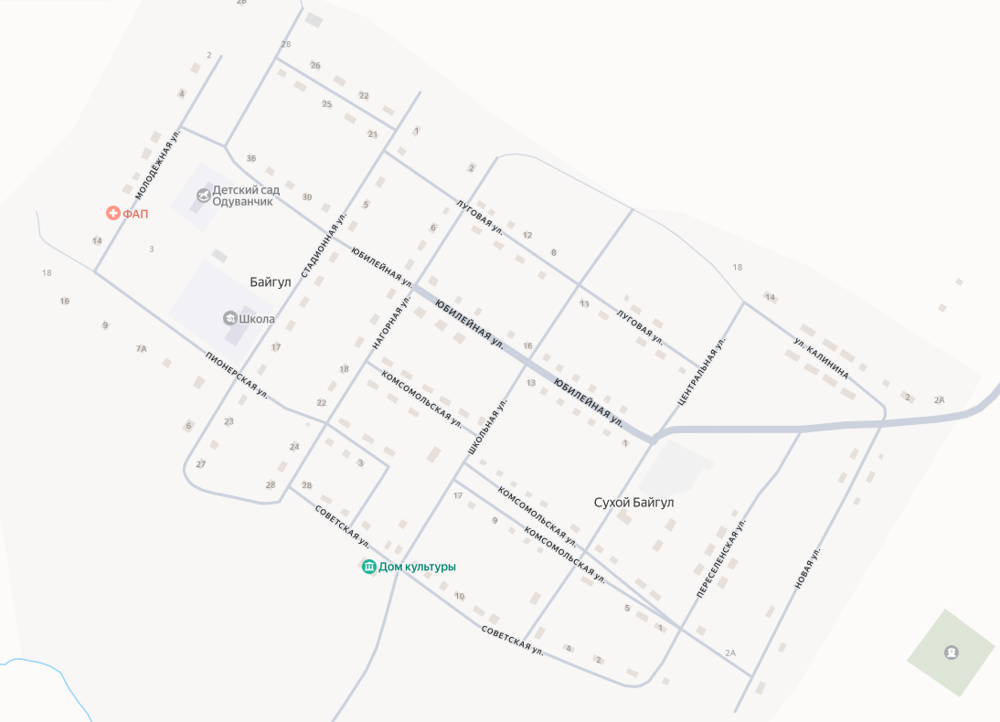 2В
28
2
26
4
22
25
1
21
МОЛОДЁЖНАЯ ул.
36
2
Детский сад
Одуванчик
30
5
ЛУГОВАЯ ул.
ФАП
6
12
14
3
СТАДИОННАЯ ул.
8
ЮБИЛЕЙНАЯ ул.
18
18
Байгул
16
14
ЮБИЛЕЙНАЯ ул.
11
Школа
НАГОРНАЯ ул.
ЛУГОВАЯ ул.
9
7А
17
16
ул. КАЛИНИНА
ПИОНЕРСКАЯ ул.
18
КОМСОМОЛЬСКАЯ ул.
13
ЦЕНТРАЛЬНАЯ ул.
ЮБИЛЕЙНАЯ ул.
22
2
2А
6
23
ШКОЛЬНАЯ ул.
24
1
27
3
28
28
17
КОМСОМОЛЬСКАЯ ул.
Сухой Байгул
СОВЕТСКАЯ ул.
9
КОМСОМОЛЬСКАЯ ул.
ПЕРЕСЕЛЕНСКАЯ ул.
НОВАЯ ул.
Дом культуры
10
5
1
СОВЕТСКАЯ ул.
4
2
2А